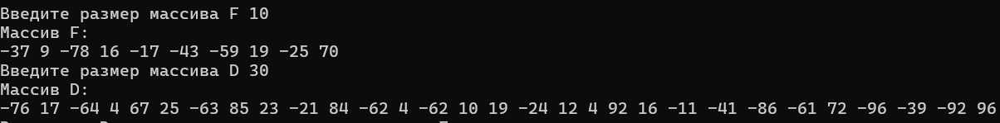 Введите размер массива F 10
Массив F:
-37 9 -78 16 -17 -43 -59 19 -25 70
Введите размер массива D 30
Массив D:
-76 17 -64 4 67 25 -63 85 23 -21 84 -62 4 -62 10 19 -24 12 4 92 16 -11 -41 -86 -61 72 -96 -39 -92 96